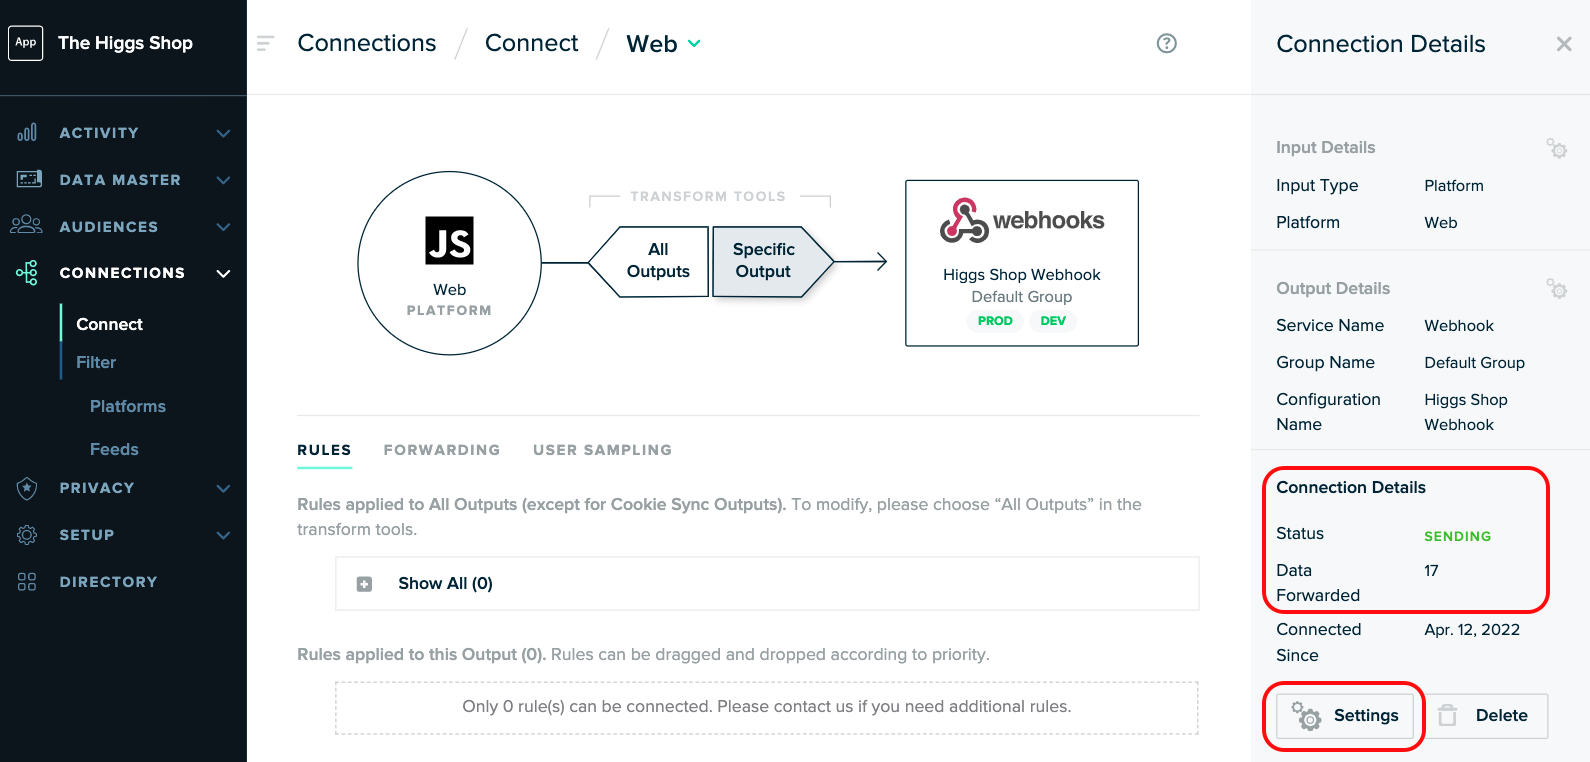 App
The Higgs Shop
ACTIVITY
DATA MASTER
AUDIENCES
CONNECTIONS
Connect
Filter
Platforms
Feeds
PRIVACY
SETUP
DIRECTORY
Connections / Connect / Web
?
JS
Web
PLATFORM
TRANSFORM TOOLS
All
Outputs
Specific
Output
webhooks
Higgs Shop Webhook
Default Group
PROD DEV
RULES FORWARDING USER SAMPLING
Rules applied to All Outputs (except for Cookie Sync Outputs). To modify, please choose “All Outputs” in the
transform tools.
Show All (0)
Rules applied to this Output (0). Rules can be dragged and dropped according to priority.
Only 0 rule(s) can be connected. Please contact us if you need additional rules.
Connection Details
Input Details
Input Type Platform
Platform Web
Output Details
Service Name Webhook
Group Name Default Group
Configuration Higgs Shop
Name Webhook
Connection Details
Status SENDING
Data 17
Forwarded
Connected Apr. 12, 2022
Since
Settings Delete